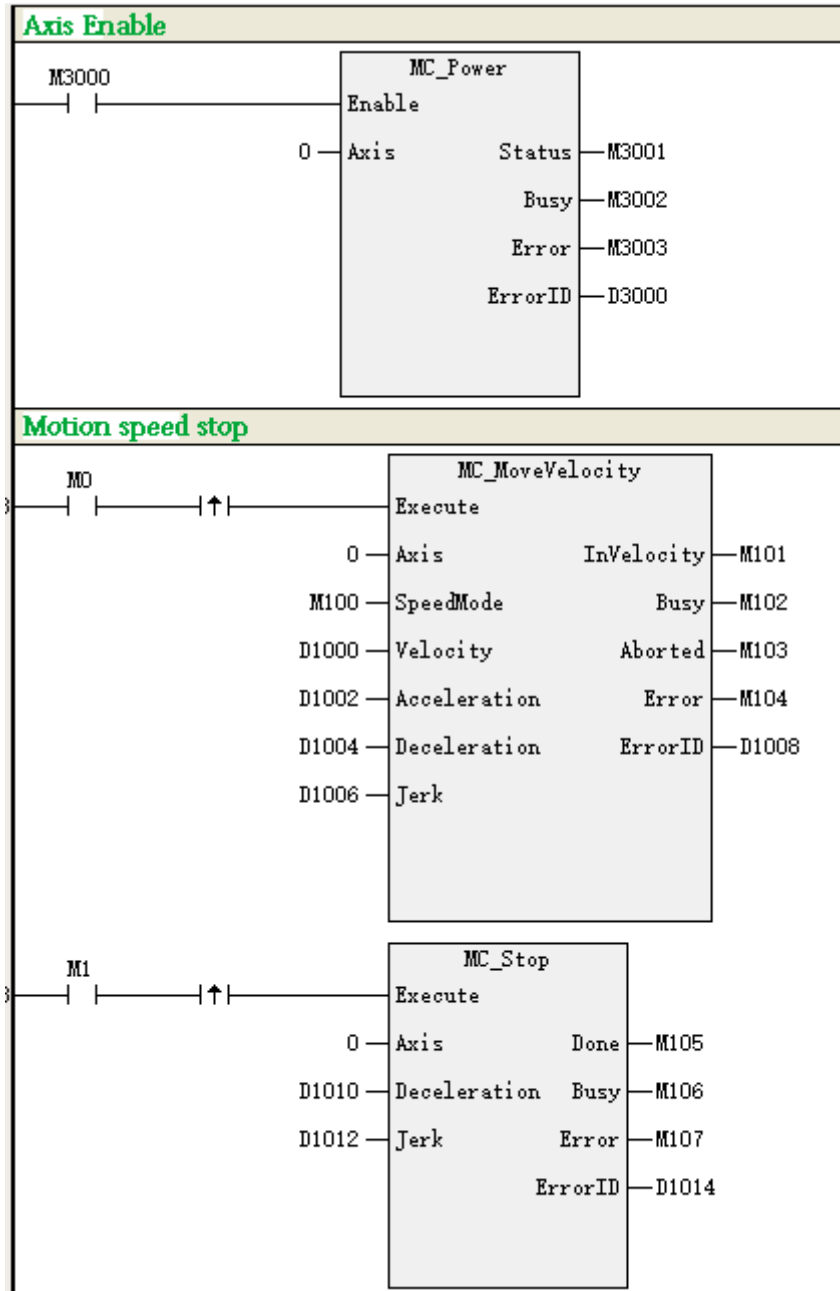 Axis Enable
M3000
MC_Power
Enable
0 Axis Status M3001
Busy M3002
Error M3003
ErrorID D3000
Motion speed stop
M0
MC_MoveVelocity
Execute
0 Axis InVelocity M101
M100 SpeedMode Busy M102
D1000 Velocity Aborted M103
D1002 Acceleration Error M104
D1004 Deceleration ErrorID D1008
D1006 Jerk
M1
MC_Stop
Execute
0 Axis Done M105
D1010 Deceleration Busy M106
D1012 Jerk Error M107
ErrorID D1014